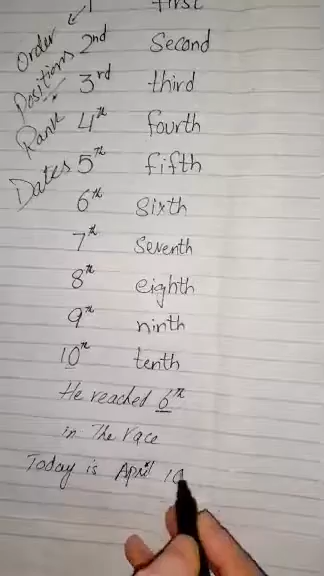 first
Order 2nd Second
Positions 3rd third
Rank 4th fourth
Dates 5th fifth
6th Sixth
7th Seventh
8th eighth
9th ninth
10th tenth
He reached 6th
in The race
Today is April 10